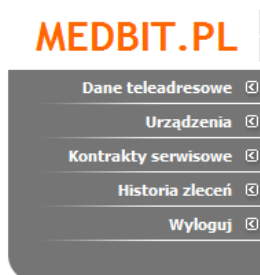 MEDBIT.PL
Dane teleadresowe
Urządzenia
Kontrakty serwisowe
Historia zleceń
Wyloguj